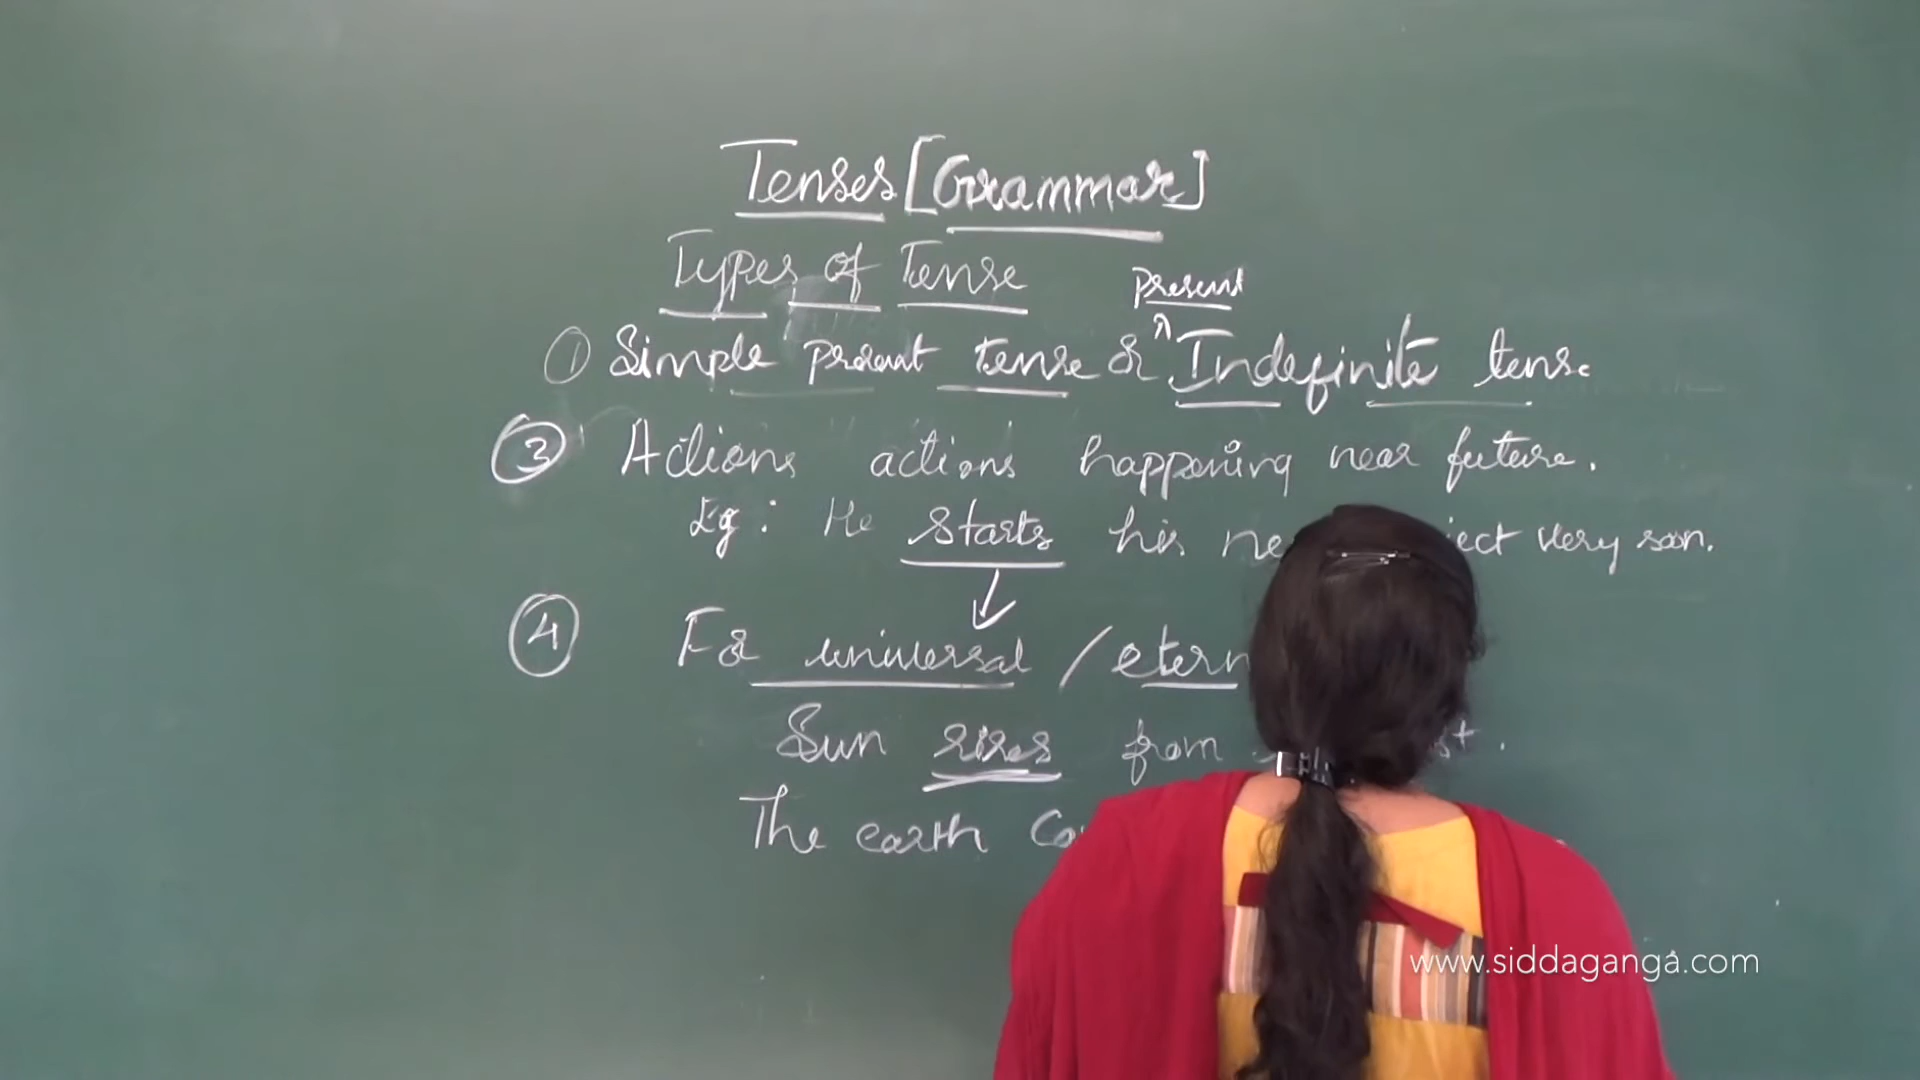 Tenses [Grammar]
Types of Tense
present
① Simple present tense or ^ Indefinite tense
③ Actions actions happening near future.
Eg: He starts his ne ject very soon.
④ For universal / etern
Sun rises from st.
The earth
www.siddaganga.com